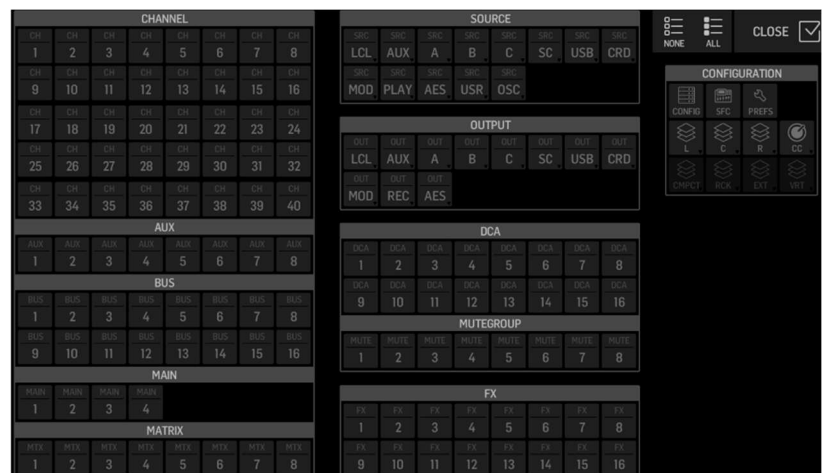 CHANNEL
CH CH CH CH CH CH CH CH
1 2 3 4 5 6 7 8
CH CH CH CH CH CH CH CH
9 10 11 12 13 14 15 16
CH CH CH CH CH CH CH CH
17 18 19 20 21 22 23 24
CH CH CH CH CH CH CH CH
25 26 27 28 29 30 31 32
CH CH CH CH CH CH CH CH
33 34 35 36 37 38 39 40
AUX
AUX AUX AUX AUX AUX AUX AUX AUX
1 2 3 4 5 6 7 8
BUS
BUS BUS BUS BUS BUS BUS BUS BUS
1 2 3 4 5 6 7 8
BUS BUS BUS BUS BUS BUS BUS BUS
9 10 11 12 13 14 15 16
MAIN
MAIN MAIN MAIN MAIN
1 2 3 4
MATRIX
MTX MTX MTX MTX MTX MTX MTX MTX
1 2 3 4 5 6 7 8
SOURCE
SRC SRC SRC SRC SRC SRC SRC SRC
LCL AUX A B C SC USB CRD
SRC SRC SRC SRC SRC
MOD PLAY AES USR OSC
OUTPUT
OUT OUT OUT OUT OUT OUT OUT OUT
LCL AUX A B C SC USB CRD
OUT OUT OUT
MOD REC AES
DCA
DCA DCA DCA DCA DCA DCA DCA DCA
1 2 3 4 5 6 7 8
DCA DCA DCA DCA DCA DCA DCA DCA
9 10 11 12 13 14 15 16
MUTEGROUP
MUTE MUTE MUTE MUTE MUTE MUTE MUTE MUTE
1 2 3 4 5 6 7 8
FX
FX FX FX FX FX FX FX FX
1 2 3 4 5 6 7 8
FX FX FX FX FX FX FX FX
9 10 11 12 13 14 15 16
NONE ALL CLOSE
CONFIGURATION
CONFIG SFC PREFS
L C R CC
CMPCT RCK EXT VRT